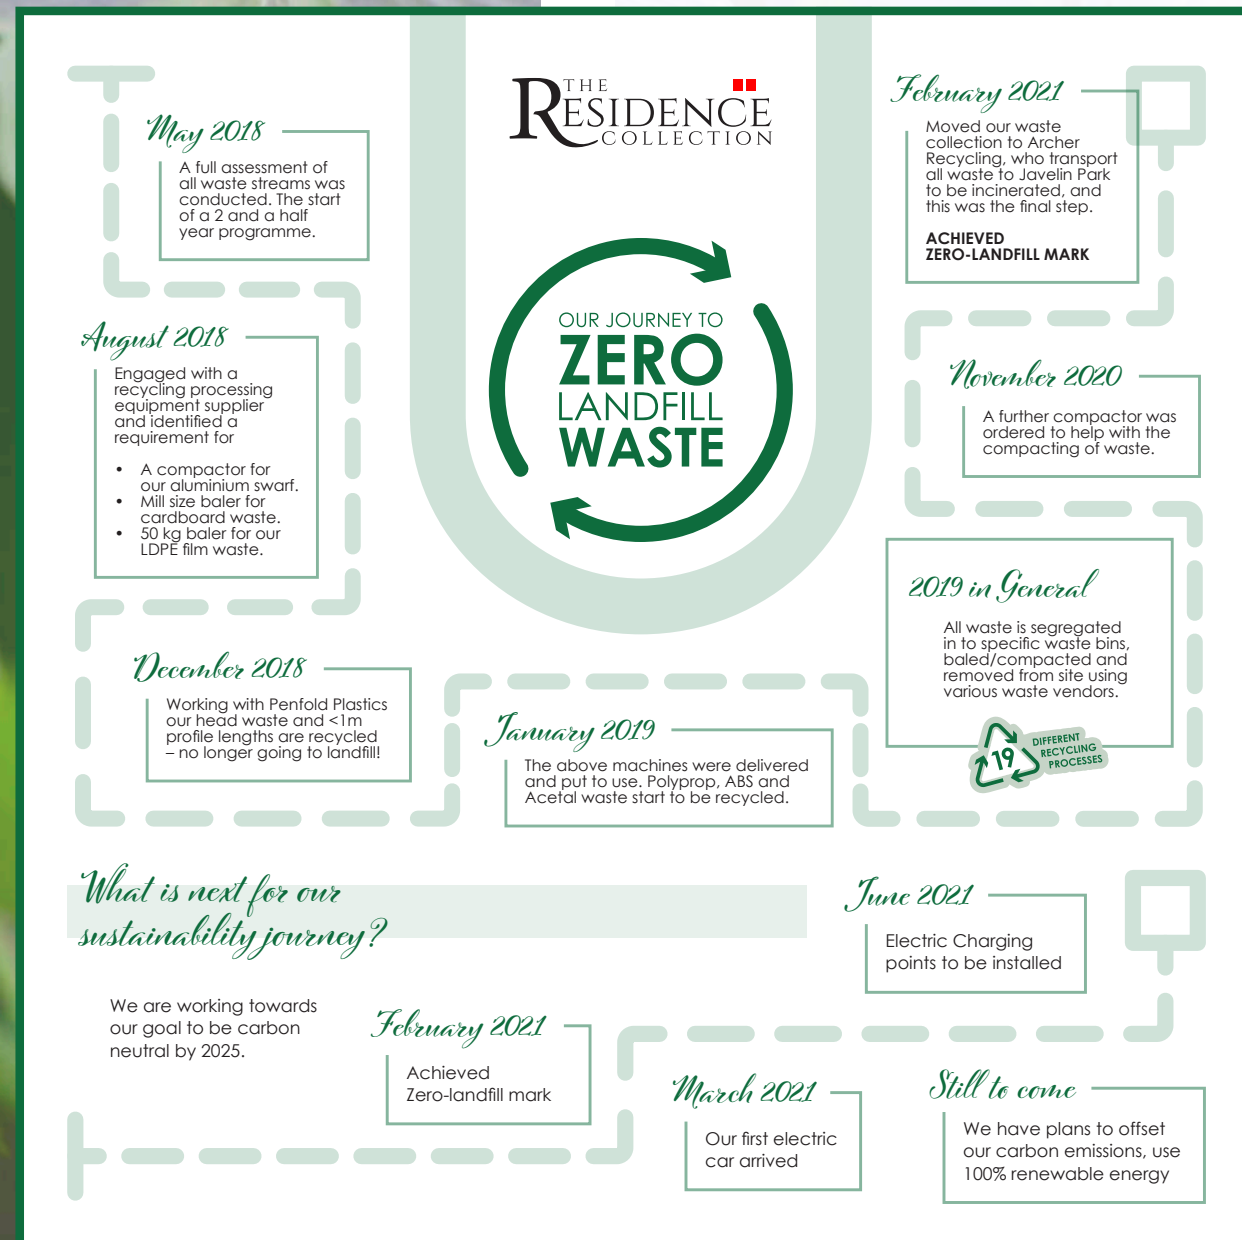 THE
RESIDENCE
COLLECTION
OUR JOURNEY TO
ZERO
LANDFILL
WASTE
May 2018
A full assessment of
all waste streams was
conducted. The start
of a 2 and a half
year programme.
August 2018
Engaged with a
recycling processing
equipment supplier
and identified a
requirement for
• A compactor for
our aluminium swarf.
• Mill size baler for
cardboard waste.
• 50 kg baler for our
LDPE film waste.
December 2018
Working with Penfold Plastics
our head waste and <1m
profile lengths are recycled
– no longer going to landfill!
January 2019
The above machines were delivered
and put to use. Polyprop, ABS and
Acetal waste start to be recycled.
2019 in General
All waste is segregated
in to specific waste bins,
baled/compacted and
removed from site using
various waste vendors.
19
DIFFERENT
RECYCLING
PROCESSES
November 2020
A further compactor was
ordered to help with the
compacting of waste.
February 2021
Moved our waste
collection to Archer
Recycling, who transport
all waste to Javelin Park
to be incinerated, and
this was the final step.
ACHIEVED
ZERO-LANDFILL MARK
What is next for our
sustainability journey?
We are working towards
our goal to be carbon
neutral by 2025.
February 2021
Achieved
Zero-landfill mark
March 2021
Our first electric
car arrived
June 2021
Electric Charging
points to be installed
Still to come
We have plans to offset
our carbon emissions, use
100% renewable energy